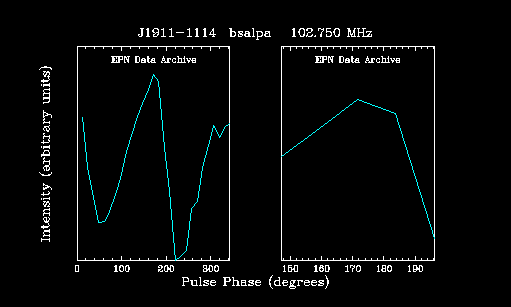 J1911-1114 bsalpa 102.750 MHz
EPN Data Archive EPN Data Archive
Intensity (arbitrary units)
0 100 200 300 150 160 170 180 190
Pulse Phase (degrees)